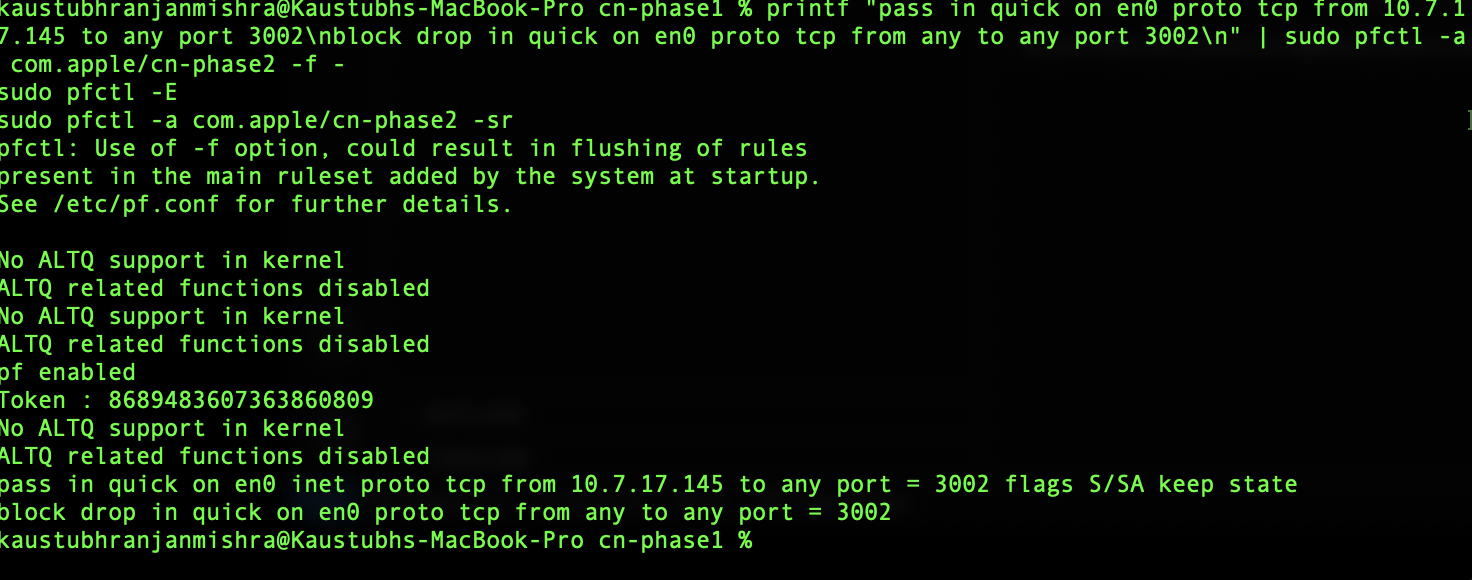 kaustubhranjanmishra@Kaustubhs-MacBook-Pro cn-phase1 % printf "pass in quick on en0 proto tcp from 10.7.1
7.145 to any port 3002\nblock drop in quick on en0 proto tcp from any to any port 3002\n" | sudo pfctl -a
 com.apple/cn-phase2 -f -
sudo pfctl -E
sudo pfctl -a com.apple/cn-phase2 -sr
pfctl: Use of -f option, could result in flushing of rules
present in the main ruleset added by the system at startup.
See /etc/pf.conf for further details.

No ALTQ support in kernel
ALTQ related functions disabled
No ALTQ support in kernel
ALTQ related functions disabled
pf enabled
Token : 8689483607363860809
No ALTQ support in kernel
ALTQ related functions disabled
pass in quick on en0 inet proto tcp from 10.7.17.145 to any port = 3002 flags S/SA keep state
block drop in quick on en0 proto tcp from any to any port = 3002
kaustubhranjanmishra@Kaustubhs-MacBook-Pro cn-phase1 %